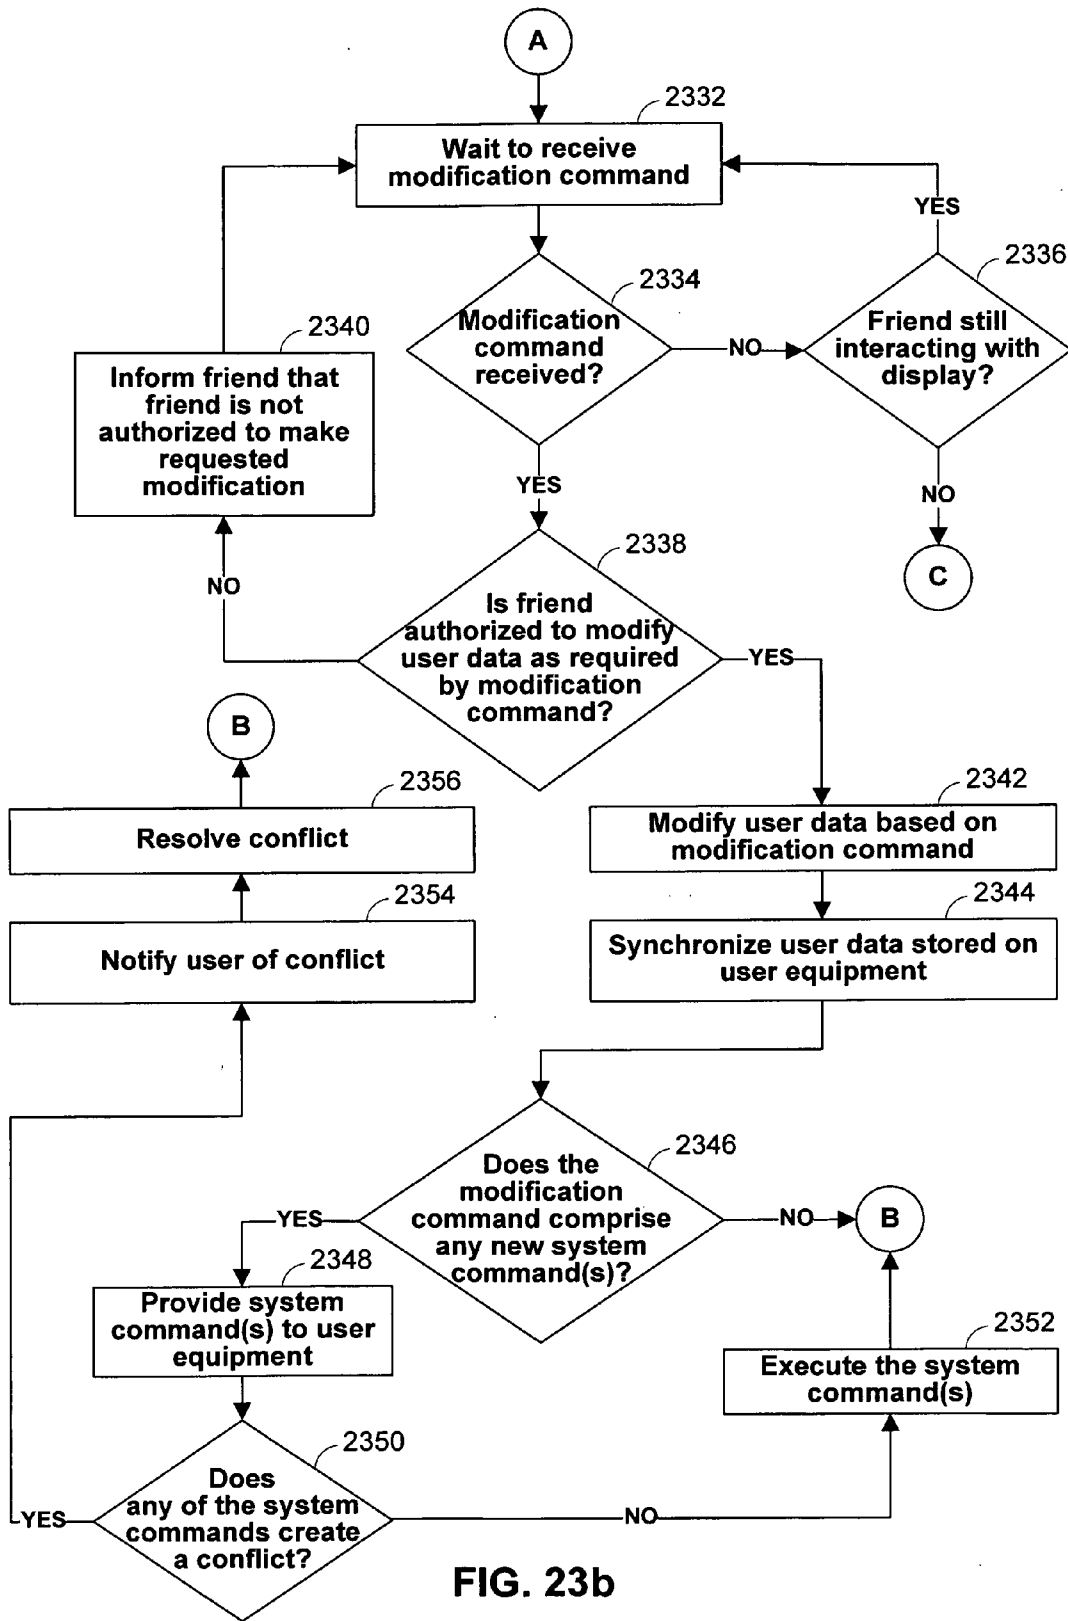 A
2332
Wait to receive
modification command
YES
2336
2334
2340
Modification
command
received?
NO
Friend still
interacting with
display?
Inform friend that
friend is not
authorized to make
requested
modification
YES
NO
2338
C
NO
Is friend
authorized to modify
user data as required
by modification
command?
YES
B
2356
2342
Resolve conflict
Modify user data based on
modification command
2354
2344
Notify user of conflict
Synchronize user data stored on
user equipment
2346
Does the
modification
command comprise
any new system
command(s)?
YES
NO
B
2348
Provide system
command(s) to user
equipment
2352
Execute the system
command(s)
2350
Does
any of the system
commands create
a conflict?
YES
NO
FIG. 23b